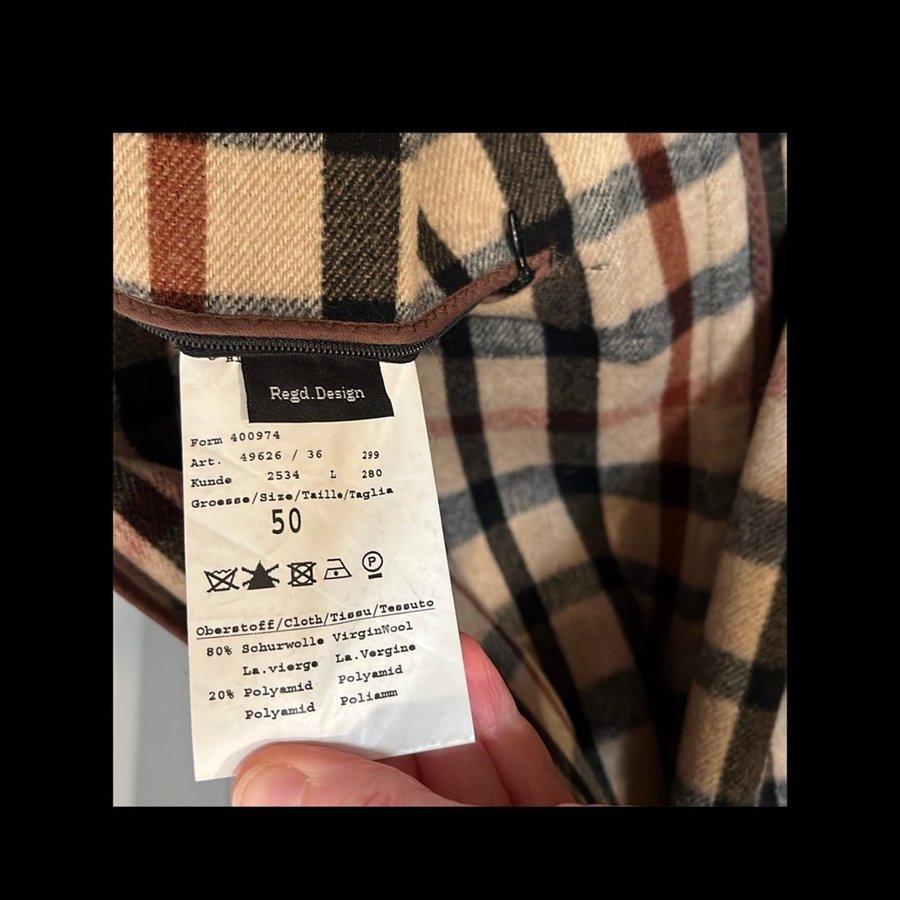 Regd.Design
Form 400974
Art. 49626 / 36 299
Kunde 2534 L 280
Groesse/Size/Taille/Taglia
50
P
Oberstoff/Cloth/Tissu/Tessuto
80% Schurwolle VirginWool
La.vierge La.Vergine
20% Polyamid Polyamid
Polyamid Poliamm